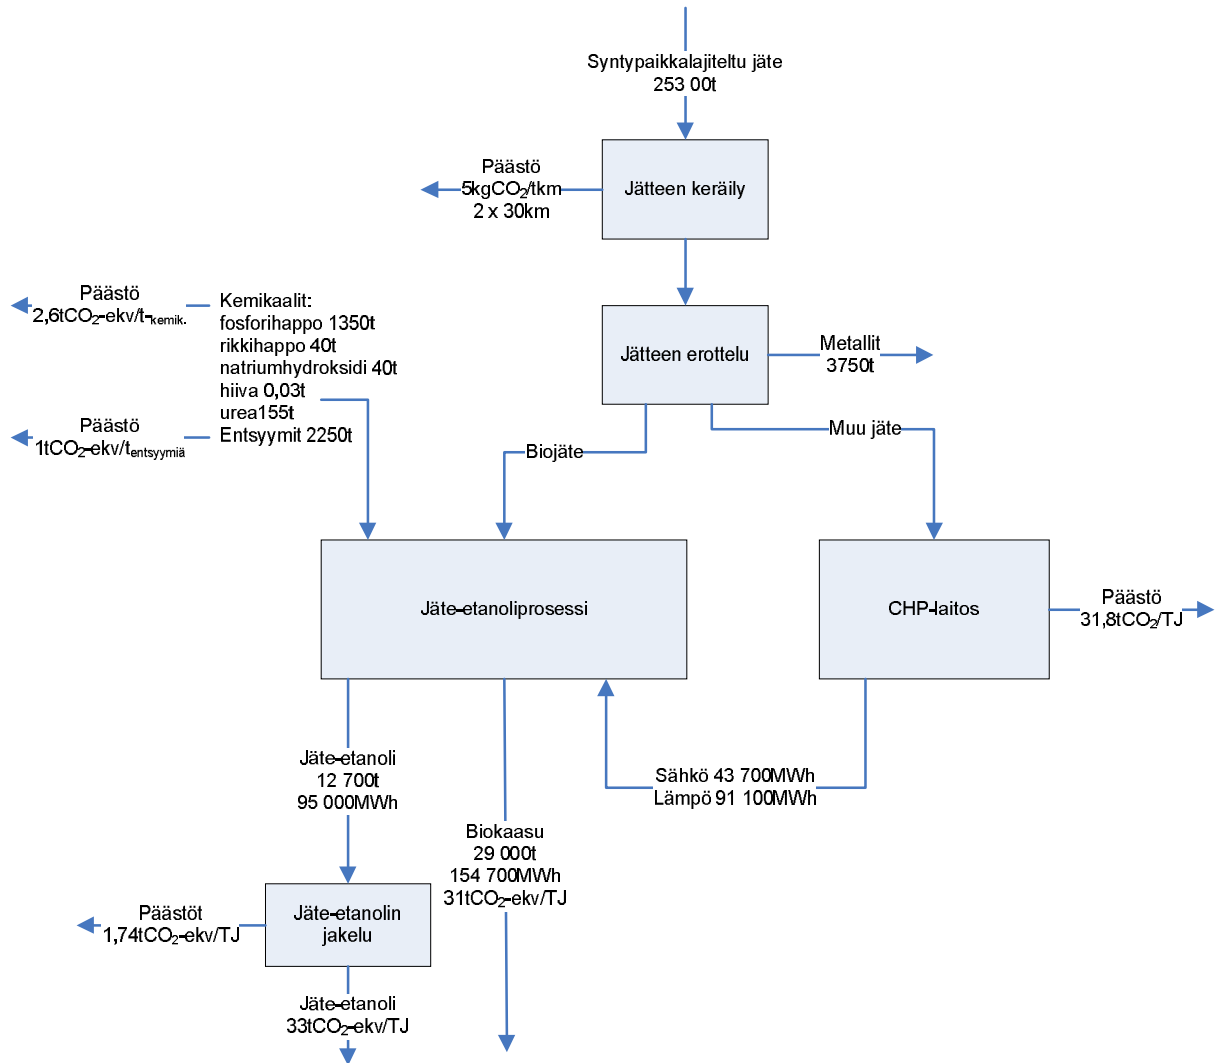 Syntypaikkalajiteltu jäte
253 00t
Jätteen keräily
Päästö
5kgCO₂/tkm
2 x 30km
Päästö
2,6tCO₂-ekv/t-kemik.
Kemikaalit:
fosforihappo 1350t
rikkihappo 40t
natriumhydroksidi 40t
hiiva 0,03t
urea155t
Entsyymit 2250t
Päästö
1tCO₂-ekv/tentsyymiä
Jätteen erottelu
Metallit
3750t
Biojäte
Muu jäte
Jäte-etanoliprosessi
CHP-laitos
Päästö
31,8tCO₂/TJ
Jäte-etanoli
12 700t
95 000MWh
Sähkö 43 700MWh
Lämpö 91 100MWh
Biokaasu
29 000t
154 700MWh
31tCO₂-ekv/TJ
Jäte-etanolin
jakelu
Päästöt
1,74tCO₂-ekv/TJ
Jäte-etanoli
33tCO₂-ekv/TJ